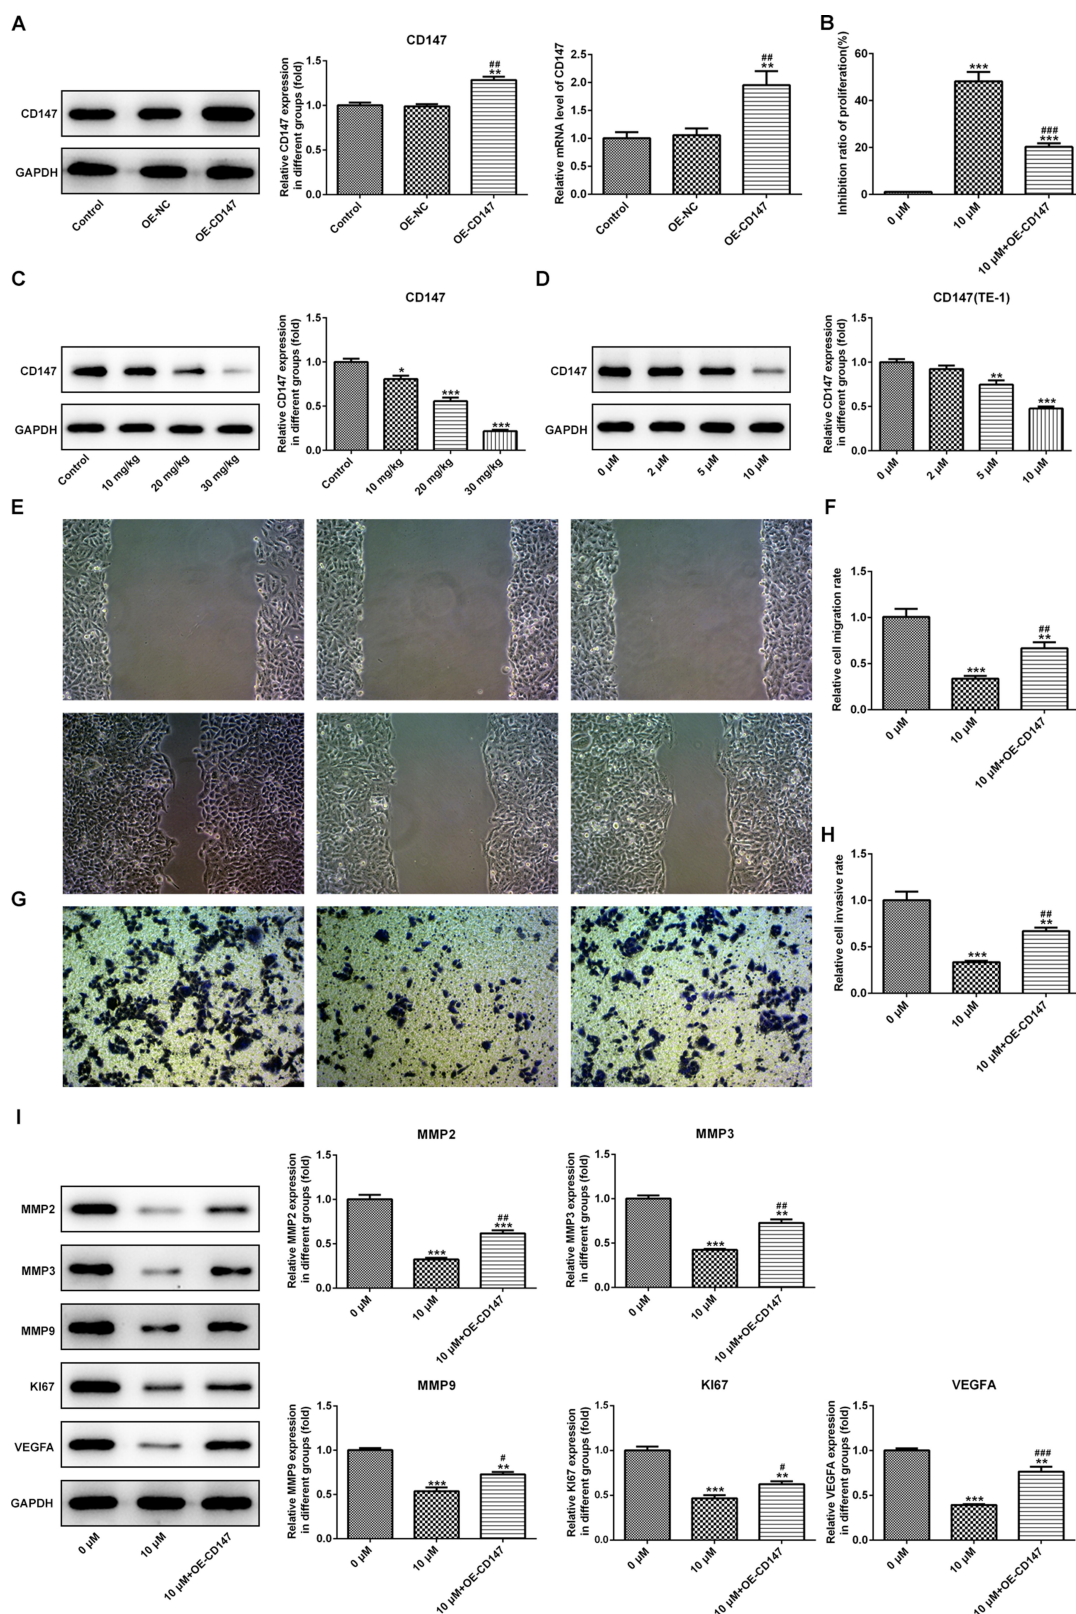 A
CD147
GAPDH
Control
OE-NC
OE-CD147
CD147
Relative CD147 expression
in different groups (fold)
1.5
1.0
0.5
0.0
##
**
Control
OE-NC
OE-CD147
Relative mRNA level of CD147
2.5
2.0
1.5
1.0
0.5
0.0
##
**
Control
OE-NC
OE-CD147
B
Inhibition ratio of proliferation(%)
60
40
20
0
***
###
***
0 μM
10 μM
10 μM+OE-CD147
C
CD147
GAPDH
Control
10 mg/kg
20 mg/kg
30 mg/kg
CD147
Relative CD147 expression
in different groups (fold)
1.5
1.0
0.5
0.0
*
***
***
Control
10 mg/kg
20 mg/kg
30 mg/kg
D
CD147
GAPDH
0 μM
2 μM
5 μM
10 μM
CD147(TE-1)
Relative CD147 expression
in different groups (fold)
1.5
1.0
0.5
0.0
**
***
0 μM
2 μM
5 μM
10 μM
E
F
Relative cell migration rate
1.5
1.0
0.5
0.0
***
##
**
0 μM
10 μM
10 μM+OE-CD147
G
H
Relative cell invasive rate
1.5
1.0
0.5
0.0
***
##
**
0 μM
10 μM
10 μM+OE-CD147
I
MMP2
MMP3
MMP9
KI67
VEGFA
GAPDH
0 μM
10 μM
10 μM+OE-CD147
MMP2
Relative MMP2 expression
in different groups (fold)
1.5
1.0
0.5
0.0
***
##
***
0 μM
10 μM
10 μM+OE-CD147
MMP3
Relative MMP3 expression
in different groups (fold)
1.5
1.0
0.5
0.0
***
##
**
0 μM
10 μM
10 μM+OE-CD147
MMP9
Relative MMP9 expression
in different groups (fold)
1.5
1.0
0.5
0.0
***
#
**
0 μM
10 μM
10 μM+OE-CD147
KI67
Relative KI67 expression
in different groups (fold)
1.5
1.0
0.5
0.0
***
#
**
0 μM
10 μM
10 μM+OE-CD147
VEGFA
Relative VEGFA expression
in different groups (fold)
1.5
1.0
0.5
0.0
***
###
**
0 μM
10 μM
10 μM+OE-CD147